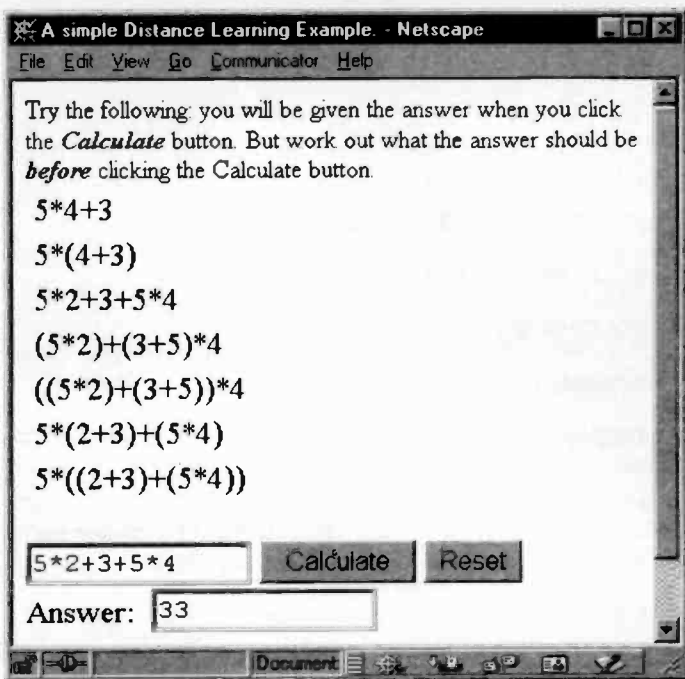 A simple Distance Learning Example. - Netscape
File Edit View Go Communicator Help
Try the following: you will be given the answer when you click
the Calculate button. But work out what the answer should be
before clicking the Calculate button.
5*4+3
5*(4+3)
5*2+3+5*4
(5*2)+(3+5)*4
((5*2)+(3+5))*4
5*(2+3)+(5*4)
5*((2+3)+(5*4))
5*2+3+5*4 Calculate Reset
Answer: 33
Document